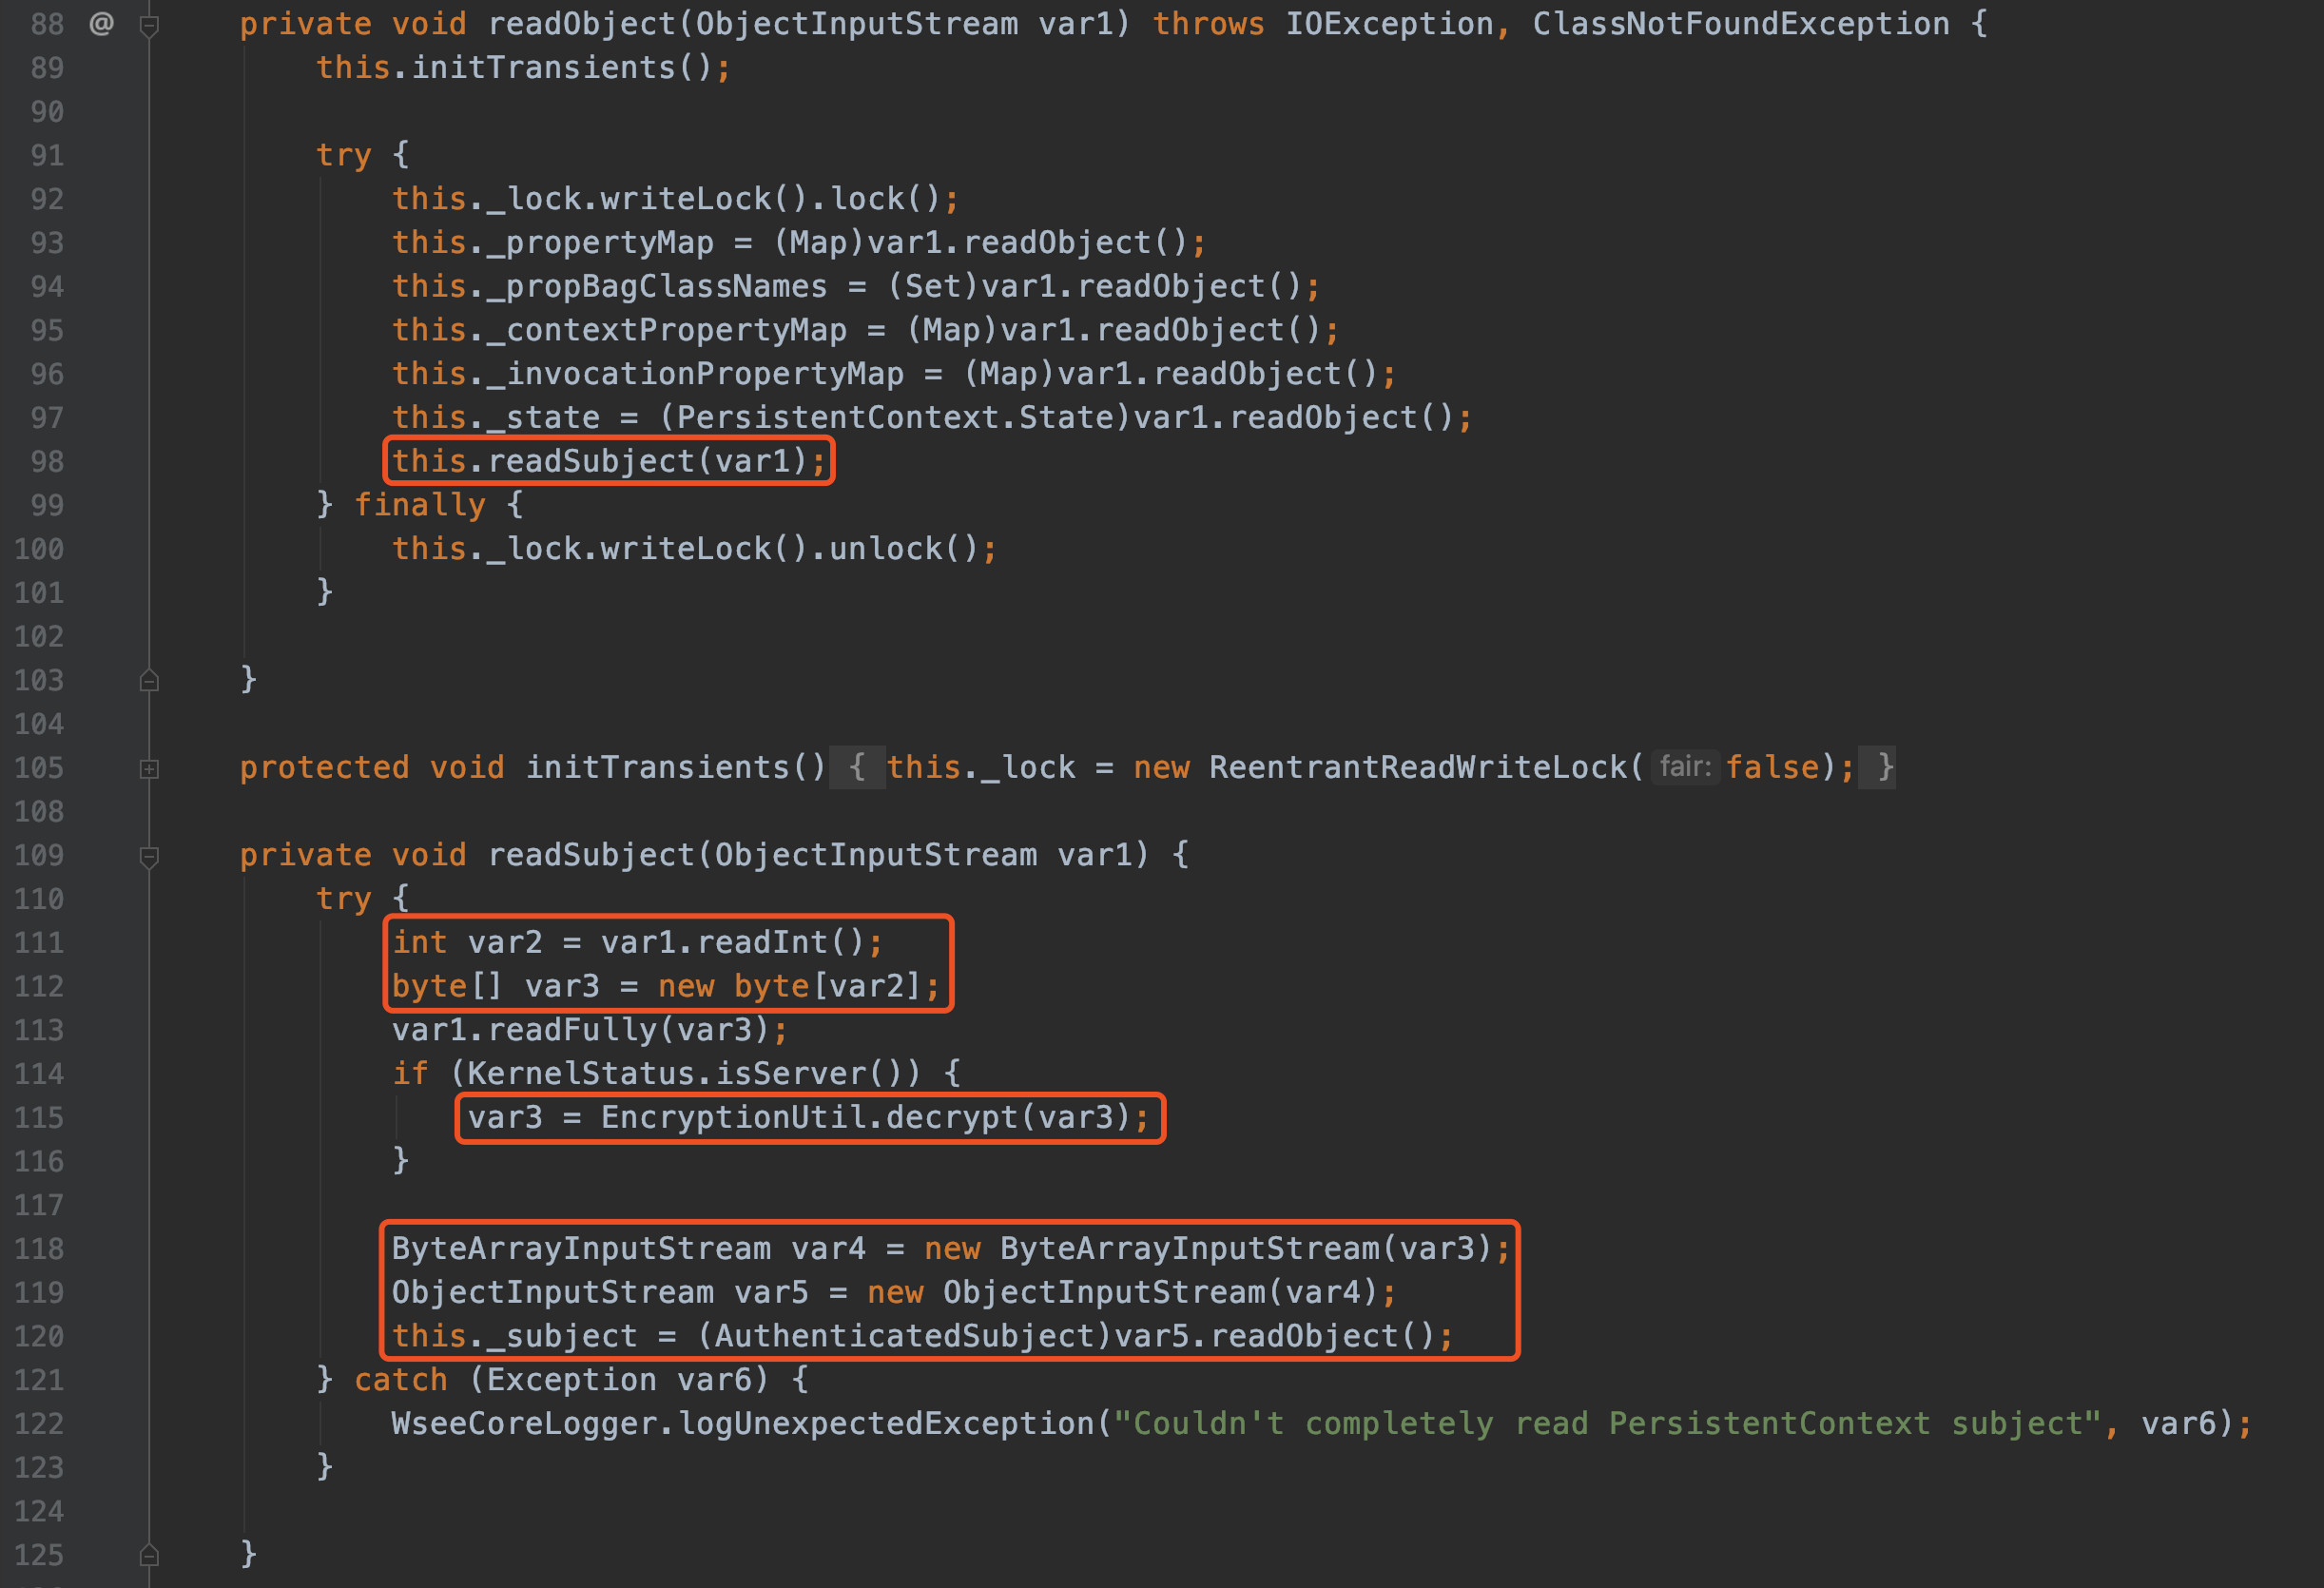 88 @ private void readObject(ObjectInputStream var1) throws IOException, ClassNotFoundException {
89 this.initTransients();
90
91 try {
92 this._lock.writeLock().lock();
93 this._propertyMap = (Map)var1.readObject();
94 this._propBagClassNames = (Set)var1.readObject();
95 this._contextPropertyMap = (Map)var1.readObject();
96 this._invocationPropertyMap = (Map)var1.readObject();
97 this._state = (PersistentContext.State)var1.readObject();
98 this.readSubject(var1);
99 } finally {
100 this._lock.writeLock().unlock();
101 }
102
103 }
104
105 protected void initTransients() { this._lock = new ReentrantReadWriteLock( fair: false); }
108
109 private void readSubject(ObjectInputStream var1) {
110 try {
111 int var2 = var1.readInt();
112 byte[] var3 = new byte[var2];
113 var1.readFully(var3);
114 if (KernelStatus.isServer()) {
115 var3 = EncryptionUtil.decrypt(var3);
116 }
117
118 ByteArrayInputStream var4 = new ByteArrayInputStream(var3);
119 ObjectInputStream var5 = new ObjectInputStream(var4);
120 this._subject = (AuthenticatedSubject)var5.readObject();
121 } catch (Exception var6) {
122 WseeCoreLogger.logUnexpectedException("Couldn't completely read PersistentContext subject", var6);
123 }
124
125 }